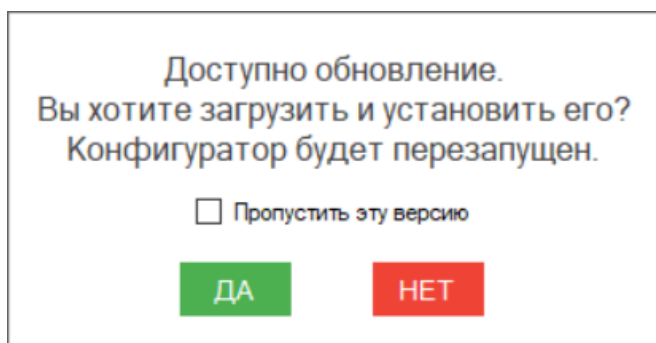 Доступно обновление.
Вы хотите загрузить и установить его?
Конфигуратор будет перезапущен.
Пропустить эту версию
ДА
НЕТ